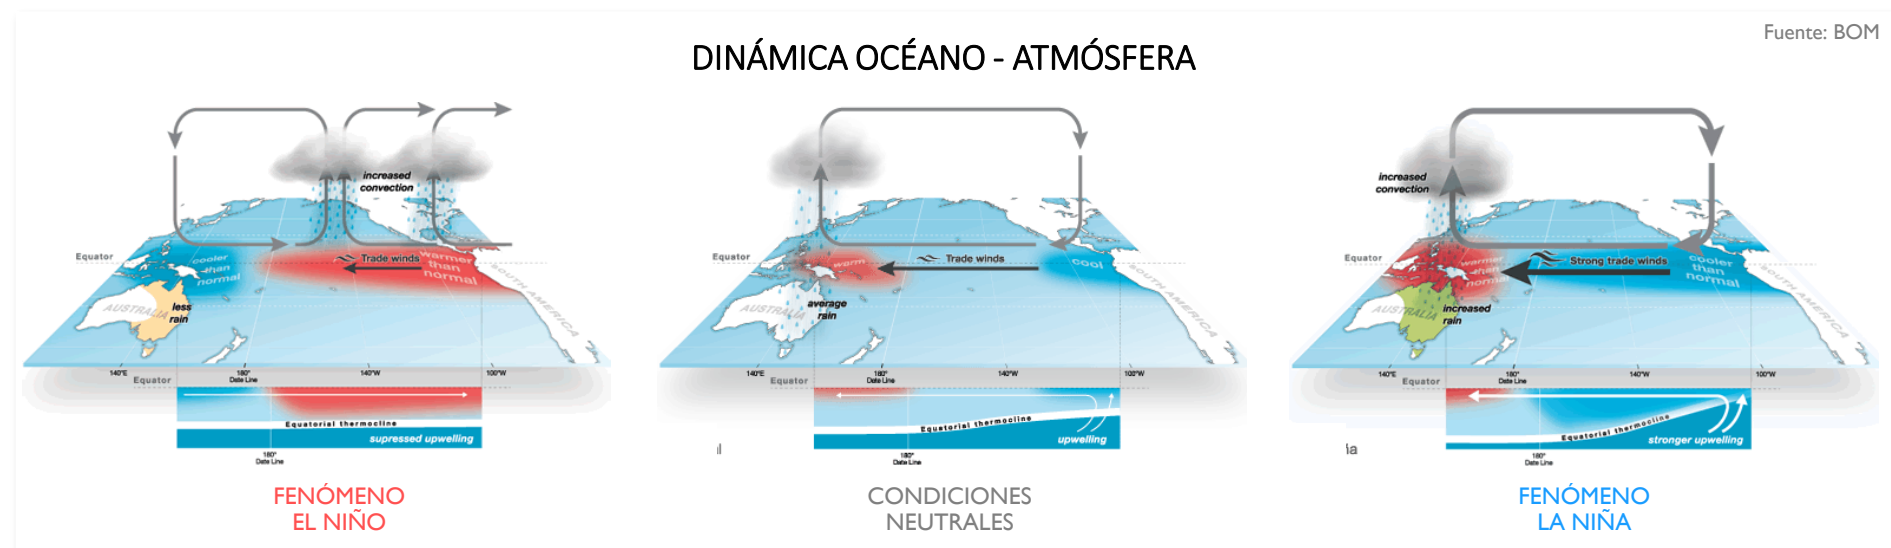 Fuente: BOM
DINÁMICA OCÉANO - ATMÓSFERA
increased
convection
Equator
cooler
than
normal
Trade winds
warmer
than
normal
SOUTH AMERICA
AUSTRALIA
less
rain
140°E
180°
Date Line
140°W
100°W
Equator
Equatorial thermocline
supressed upwelling
180°
Date Line
FENÓMENO
EL NIÑO
Equator
warm
Trade winds
cool
SOUTH AMERICA
AUSTRALIA
average
rain
140°E
180°
Date Line
140°W
100°W
Equator
Equatorial thermocline
upwelling
180°
Date Line
CONDICIONES
NEUTRALES
increased
convection
Equator
warmer
than
normal
Strong trade winds
cooler
than
normal
SOUTH AMERICA
AUSTRALIA
increased
rain
140°E
180°
Date Line
140°W
100°W
Equator
Equatorial thermocline
stronger upwelling
ña
180°
Date Line
FENÓMENO
LA NIÑA